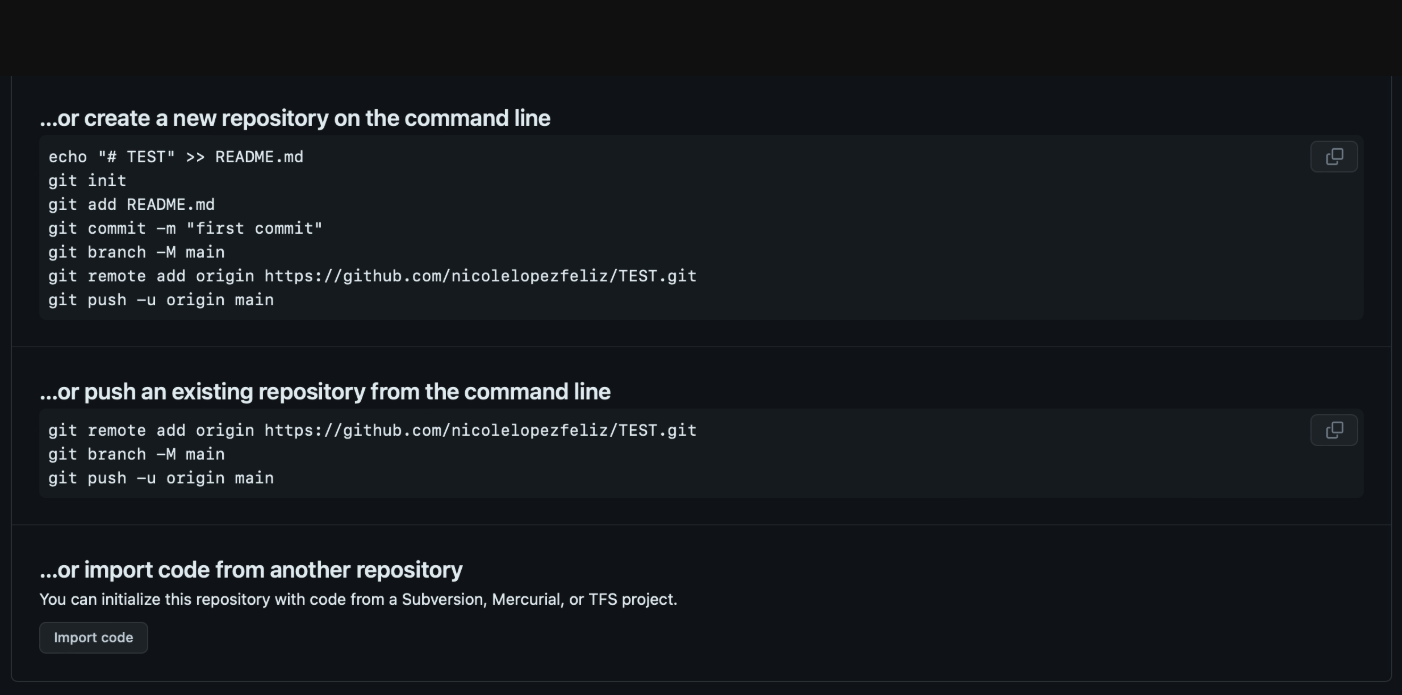 ...or create a new repository on the command line
echo "# TEST" >> README.md
git init
git add README.md
git commit -m "first commit"
git branch -M main
git remote add origin https://github.com/nicolelopezfeliz/TEST.git
git push -u origin main
...or push an existing repository from the command line
git remote add origin https://github.com/nicolelopezfeliz/TEST.git
git branch -M main
git push -u origin main
...or import code from another repository
You can initialize this repository with code from a Subversion, Mercurial, or TFS project.
Import code